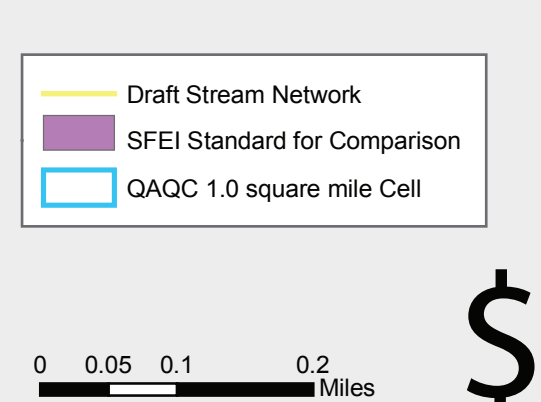 Draft Stream Network
SFEI Standard for Comparison
QAQC 1.0 square mile Cell
0 0.05 0.1 0.2
Miles
$